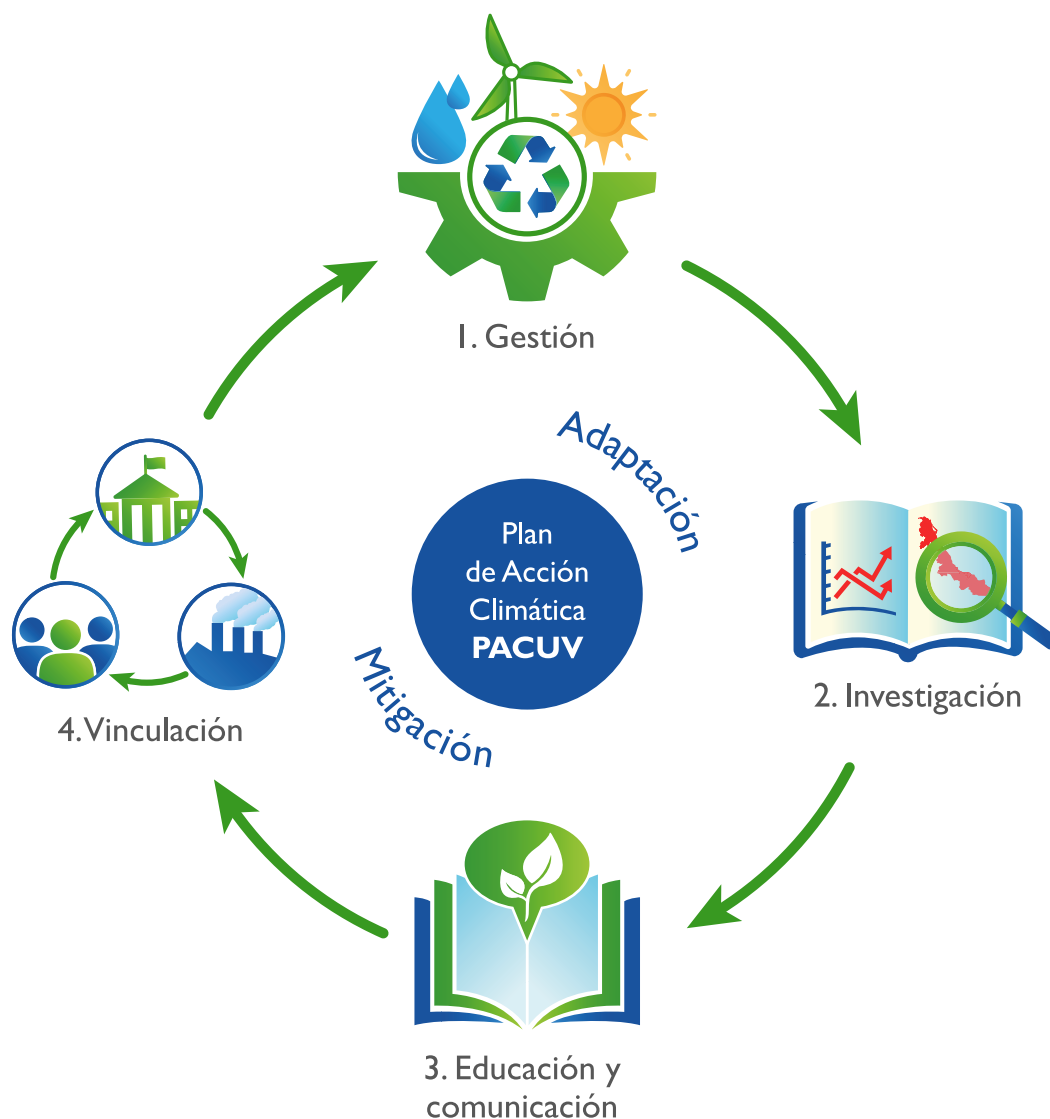 1. Gestión
Adaptación
Plan
de Acción
Climática
PACUV
Mitigación
2. Investigación
4. Vinculación
3. Educación y
comunicación